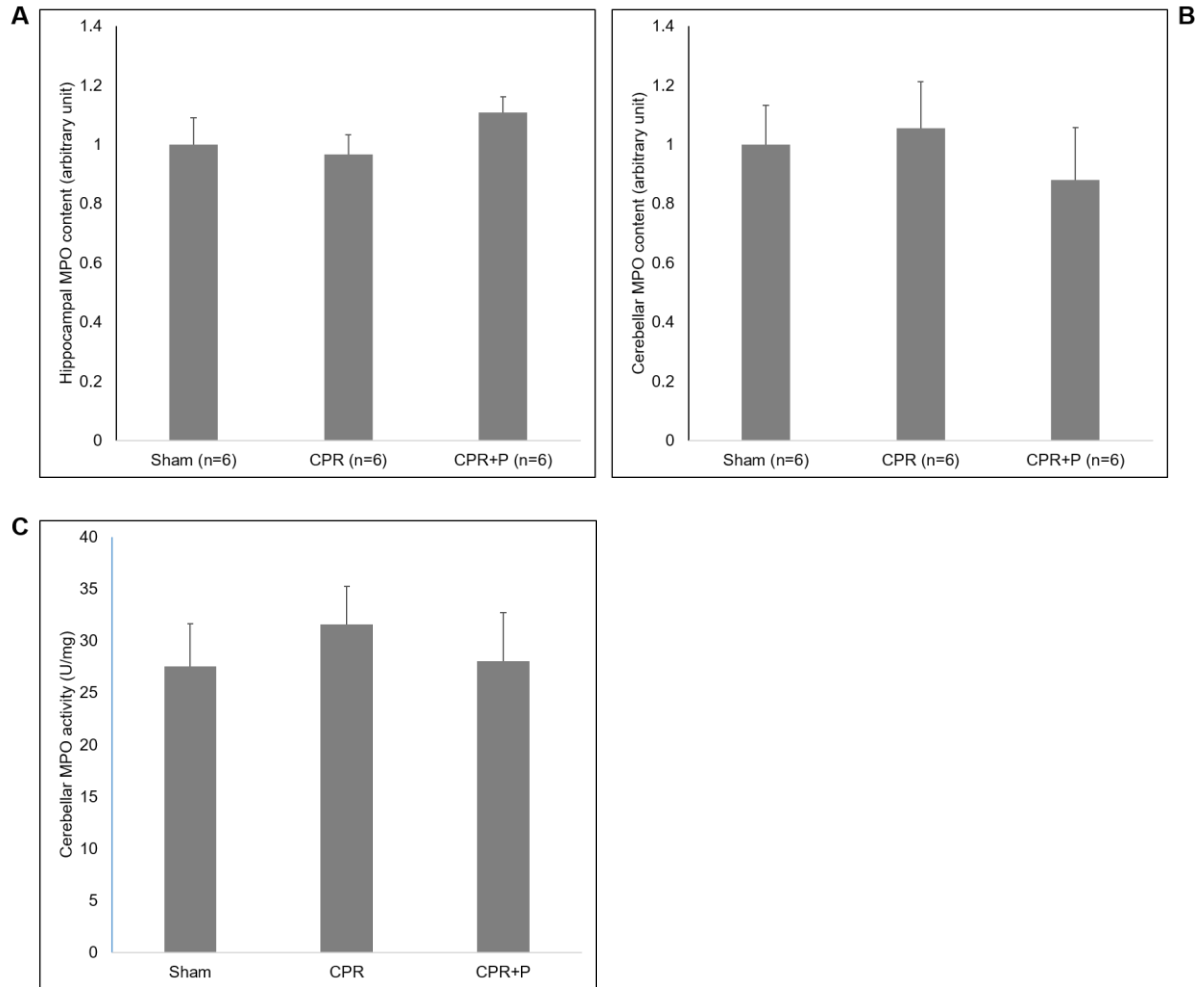 A
Hippocampal MPO content (arbitrary unit)
1.4
1.2
1
0.8
0.6
0.4
0.2
0
Sham (n=6) CPR (n=6) CPR+P (n=6)
B
Cerebellar MPO content (arbitrary unit)
1.4
1.2
1
0.8
0.6
0.4
0.2
0
Sham (n=6) CPR (n=6) CPR+P (n=6)
C
Cerebellar MPO activity (U/mg)
40
35
30
25
20
15
10
5
0
Sham CPR CPR+P